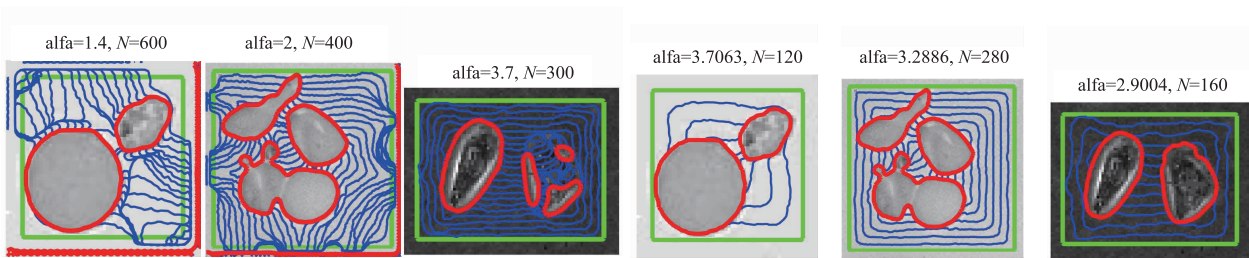 alfa=1.4, N=600
alfa=2, N=400
alfa=3.7, N=300
alfa=3.7063, N=120
alfa=3.2886, N=280
alfa=2.9004, N=160